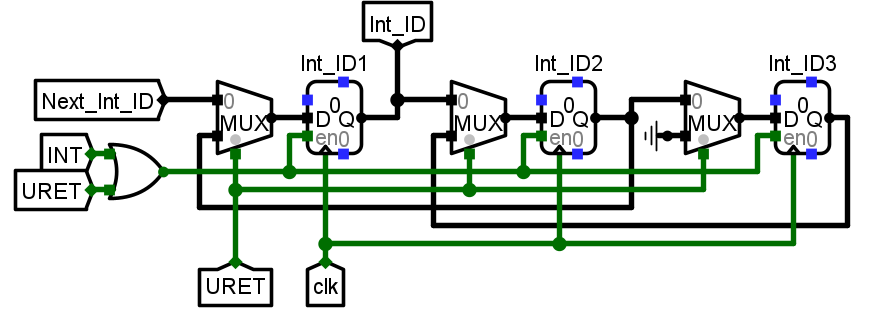 Int_ID
Int_ID1
Int_ID2
Int_ID3
Next_Int_ID
0
MUX
0
D Q
en0
0
MUX
0
D Q
en0
0
MUX
0
D Q
en0
INT
URET
URET
clk